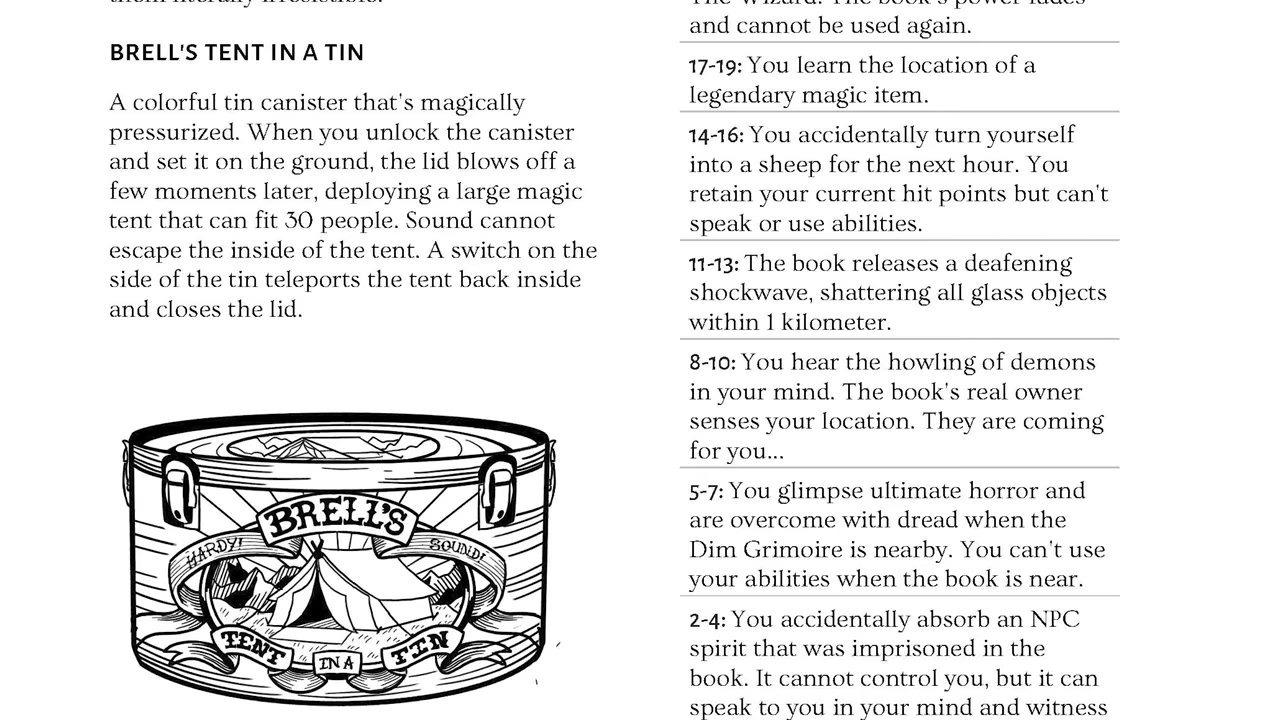 them literally irresistible.
BRELL'S TENT IN A TIN
A colorful tin canister that's magically
pressurized. When you unlock the canister
and set it on the ground, the lid blows off a
few moments later, deploying a large magic
tent that can fit 30 people. Sound cannot
escape the inside of the tent. A switch on the
side of the tin teleports the tent back inside
and closes the lid.
BRELL'S
HARDY!
SOUND!
TENT
IN A
TIN
The Wizard. The book's power fades
and cannot be used again.
17-19: You learn the location of a
legendary magic item.
14-16: You accidentally turn yourself
into a sheep for the next hour. You
retain your current hit points but can't
speak or use abilities.
11-13: The book releases a deafening
shockwave, shattering all glass objects
within 1 kilometer.
8-10: You hear the howling of demons
in your mind. The book's real owner
senses your location. They are coming
for you...
5-7: You glimpse ultimate horror and
are overcome with dread when the
Dim Grimoire is nearby. You can't use
your abilities when the book is near.
2-4: You accidentally absorb an NPC
spirit that was imprisoned in the
book. It cannot control you, but it can
speak to you in your mind and witness